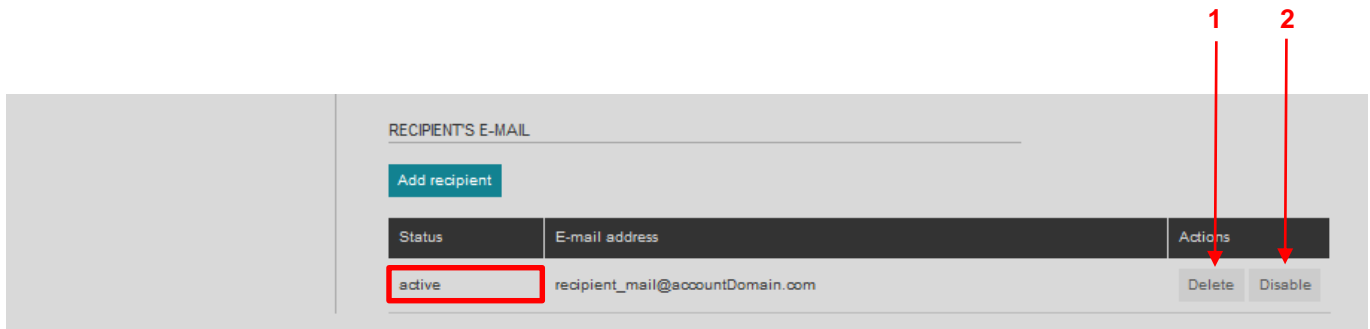 1 2
RECIPIENT'S E-MAIL
Add recipient
Status E-mail address Actions
active recipient_mail@accountDomain.com Delete Disable